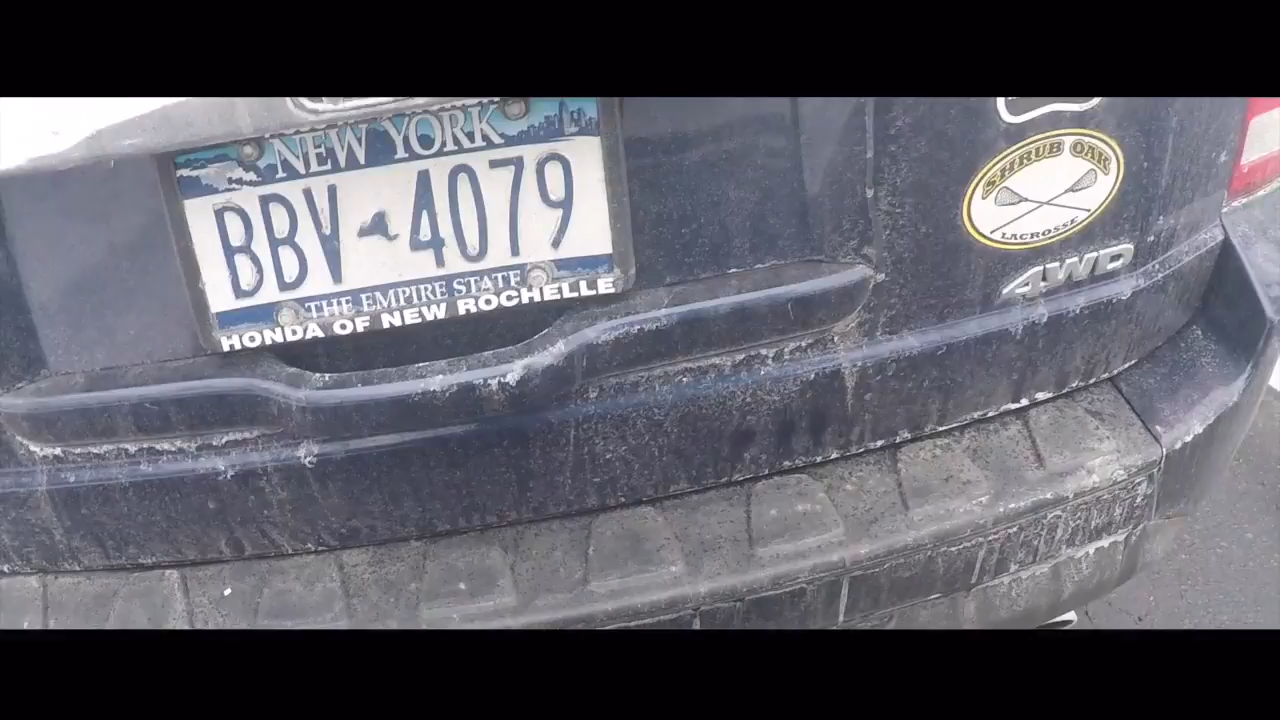 NEW YORK
BBV 4079
THE EMPIRE STATE
HONDA OF NEW ROCHELLE
SHRUB OAK
LACROSSE
4WD